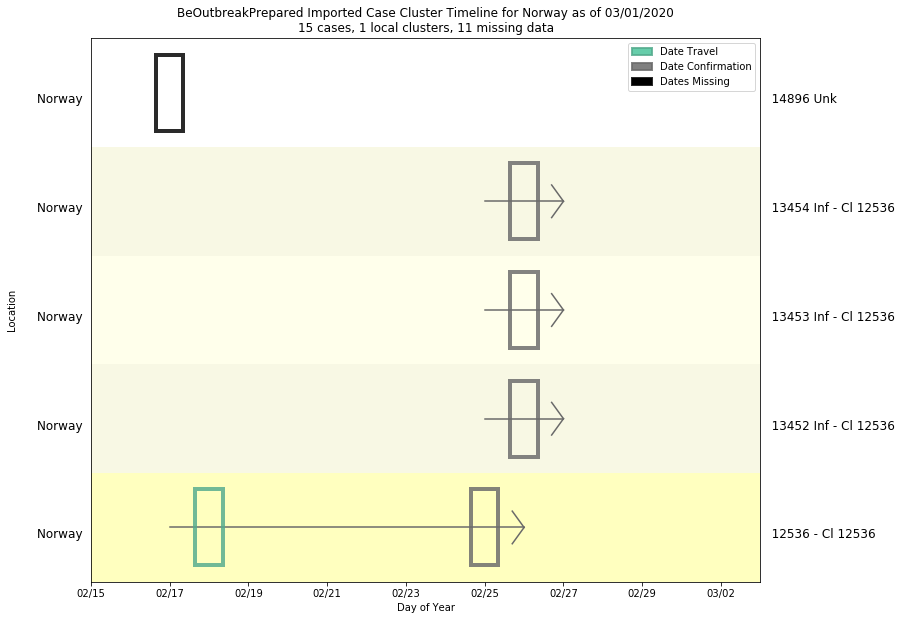 BeOutbreakPrepared Imported Case Cluster Timeline for Norway as of 03/01/2020
15 cases, 1 local clusters, 11 missing data
Date Travel
Date Confirmation
Dates Missing
Norway
14896 Unk
Norway
13454 Inf - Cl 12536
Norway
13453 Inf - Cl 12536
Location
Norway
13452 Inf - Cl 12536
Norway
12536 - Cl 12536
02/15 02/17 02/19 02/21 02/23 02/25 02/27 02/29 03/02
Day of Year